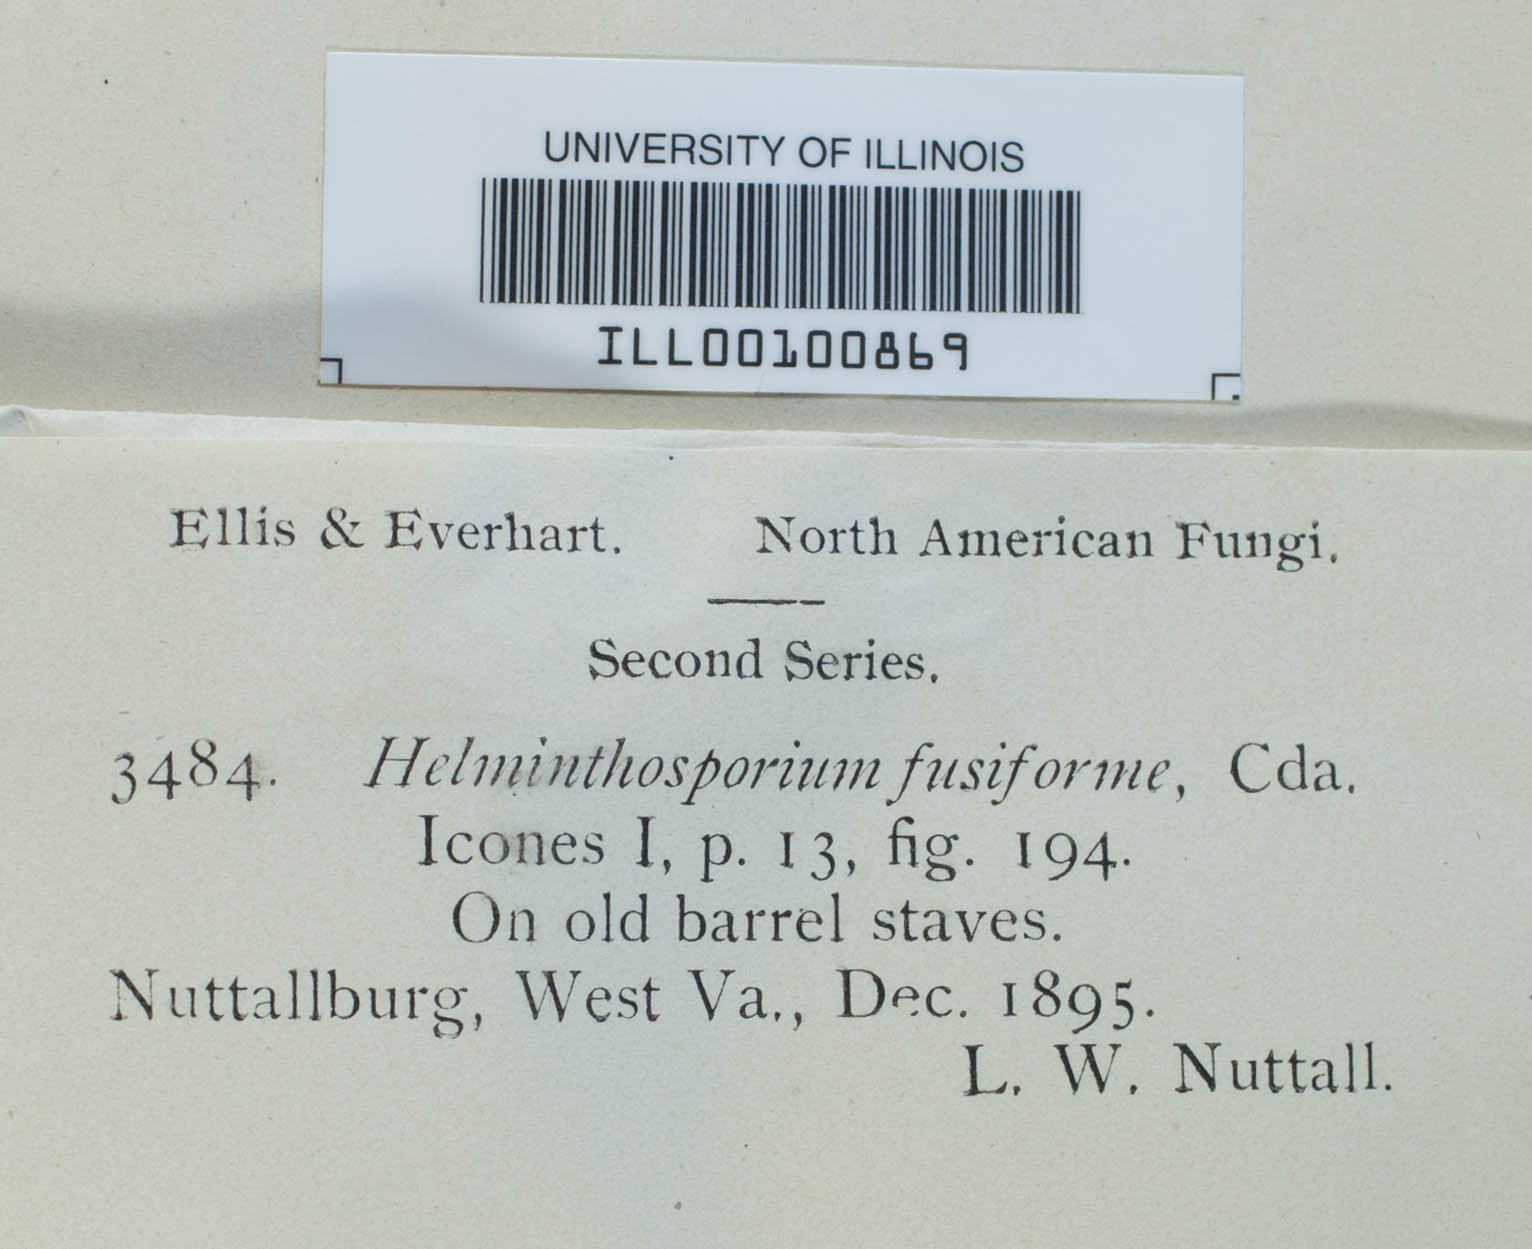 UNIVERSITY OF ILLINOIS
ILL00100869
Ellis & Everhart. North American Fungi.
Second Series.
3484. Helminthosporium fusiforme, Cda.
Icones I, p. 13, fig. 194.
On old barrel staves.
Nuttallburg, West Va., Dec. 1895.
L. W. Nuttall.